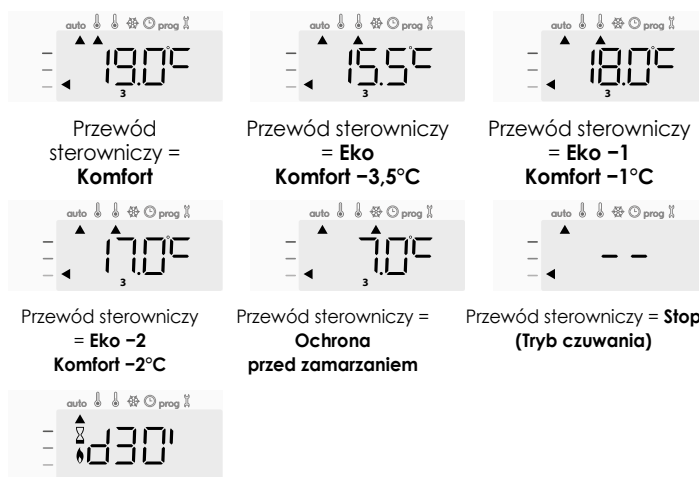 auto prog
19.0°C
3
Przewód
sterowniczy =
Komfort
auto prog
15.5°C
3
Przewód sterowniczy
= Eko
Komfort −3,5°C
auto prog
18.0°C
3
Przewód sterowniczy
= Eko −1
Komfort −1°C
auto prog
17.0°C
3
Przewód sterowniczy
= Eko −2
Komfort −2°C
auto prog
7.0°C
3
Przewód sterowniczy =
Ochrona
przed zamarzaniem
auto prog
– –
Przewód sterowniczy = Stop
(Tryb czuwania)
auto prog
d30'